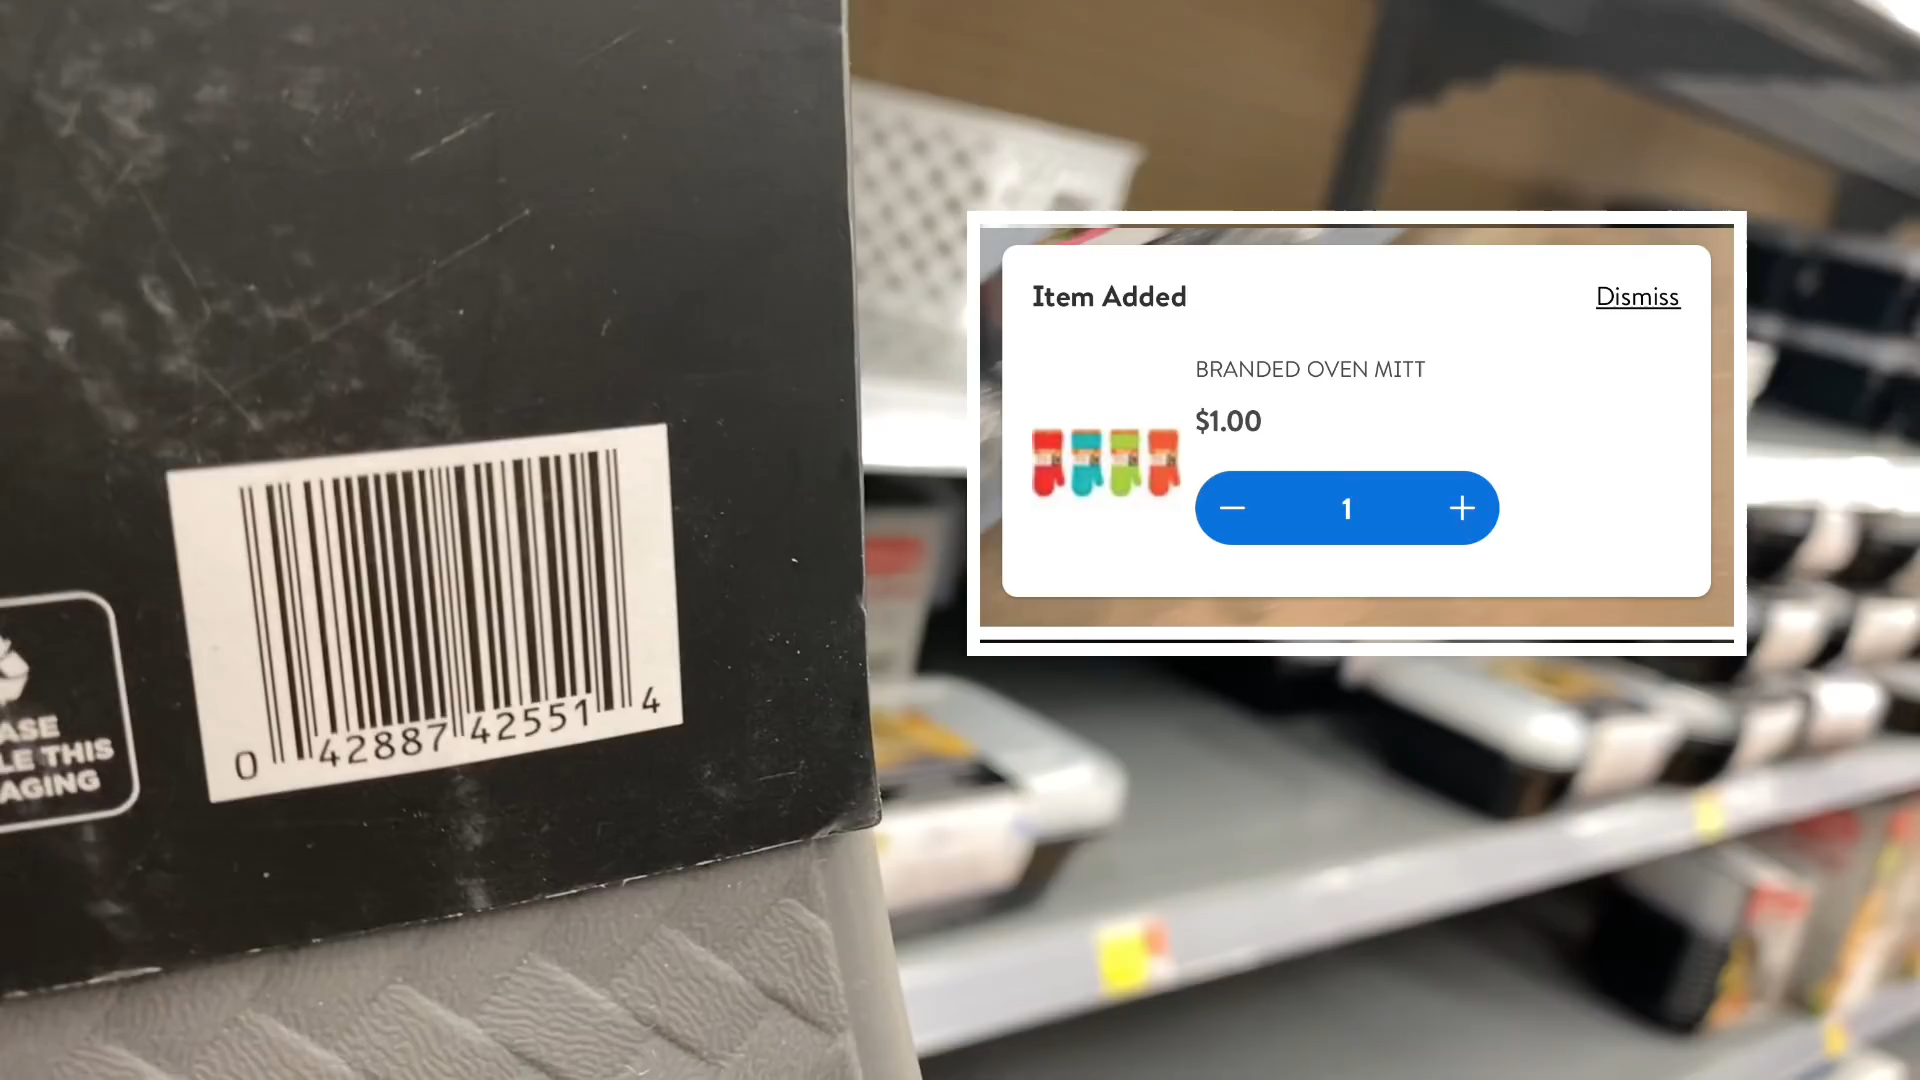 ASE
LE THIS
AGING
0 42887 42551 4
Item Added
Dismiss
BRANDED OVEN MITT
$1.00
1